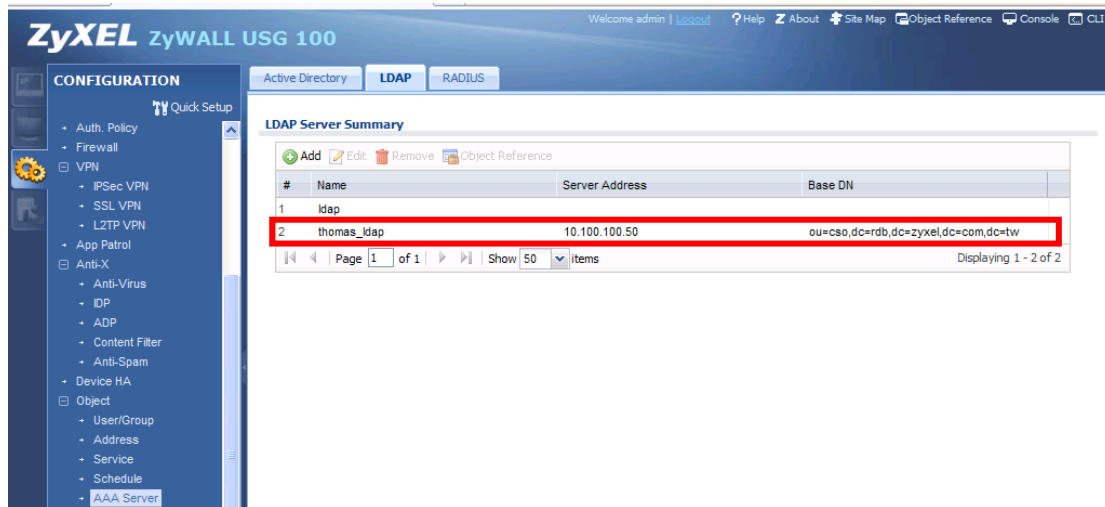 Welcome admin | Logout ? Help Z About Site Map Object Reference Console CLI
ZyXEL ZyWALL USG 100
CONFIGURATION
Quick Setup
Auth. Policy
Firewall
VPN
IPSec VPN
SSL VPN
L2TP VPN
App Patrol
Anti-X
Anti-Virus
IDP
ADP
Content Filter
Anti-Spam
Device HA
Object
User/Group
Address
Service
Schedule
AAA Server
Active Directory LDAP RADIUS
LDAP Server Summary
Add Edit Remove Object Reference
# Name Server Address Base DN
1 ldap
2 thomas_ldap 10.100.100.50 ou=cso,dc=rdb,dc=zyxel,dc=com,dc=tw
Page 1 of 1 Show 50 items Displaying 1 - 2 of 2